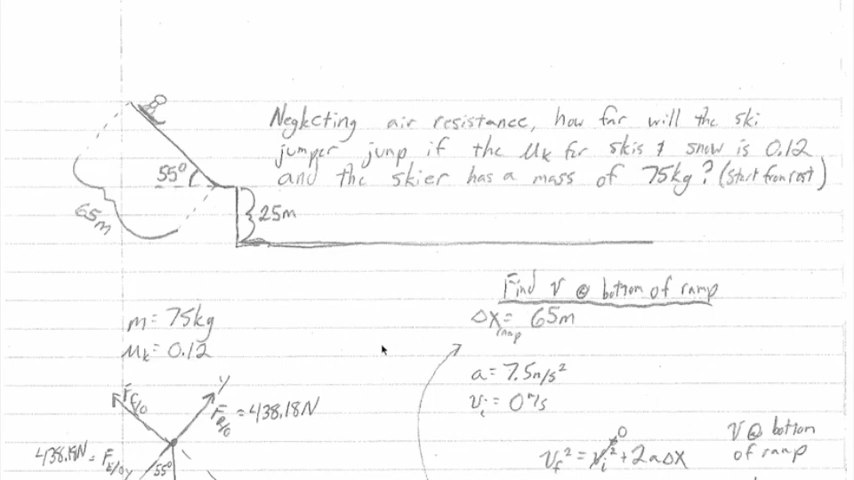 Neglecting air resistance, how far will the ski
jumper jump if the μk for skis & snow is 0.12
and the skier has a mass of 75kg? (Start from rest)
55°
65m
25m
Find V @ bottom of ramp
m = 75kg
Δx ramp = 65m
μk = 0.12
a = 7.5m/s²
vi = 0 m/s
y
438.18N
= 438.18N
55°
0
V @ bottom
of ramp
vf² = vi² + 2aΔx